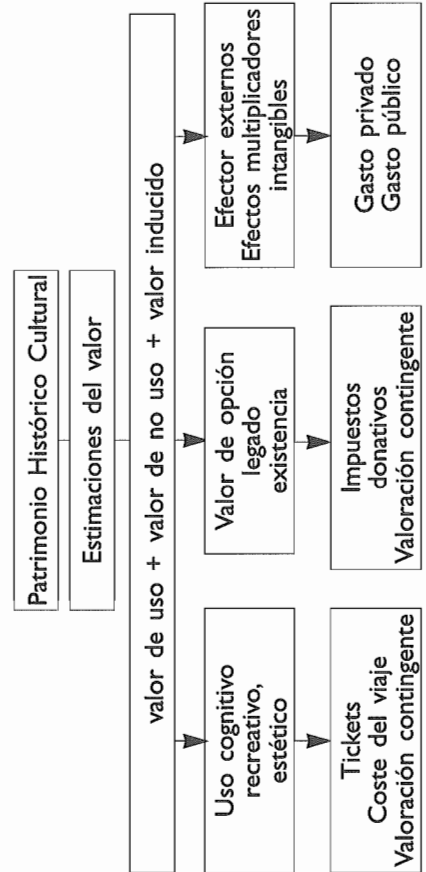 Patrimonio Histórico Cultural
Estimaciones del valor
valor de uso + valor de no uso + valor inducido
Uso cognitivo
recreativo,
estético
Valor de opción
legado
existencia
Efector externos
Efectos multiplicadores
intangibles
Tickets
Coste del viaje
Valoración contingente
Impuestos
donativos
Valoración contingente
Gasto privado
Gasto público